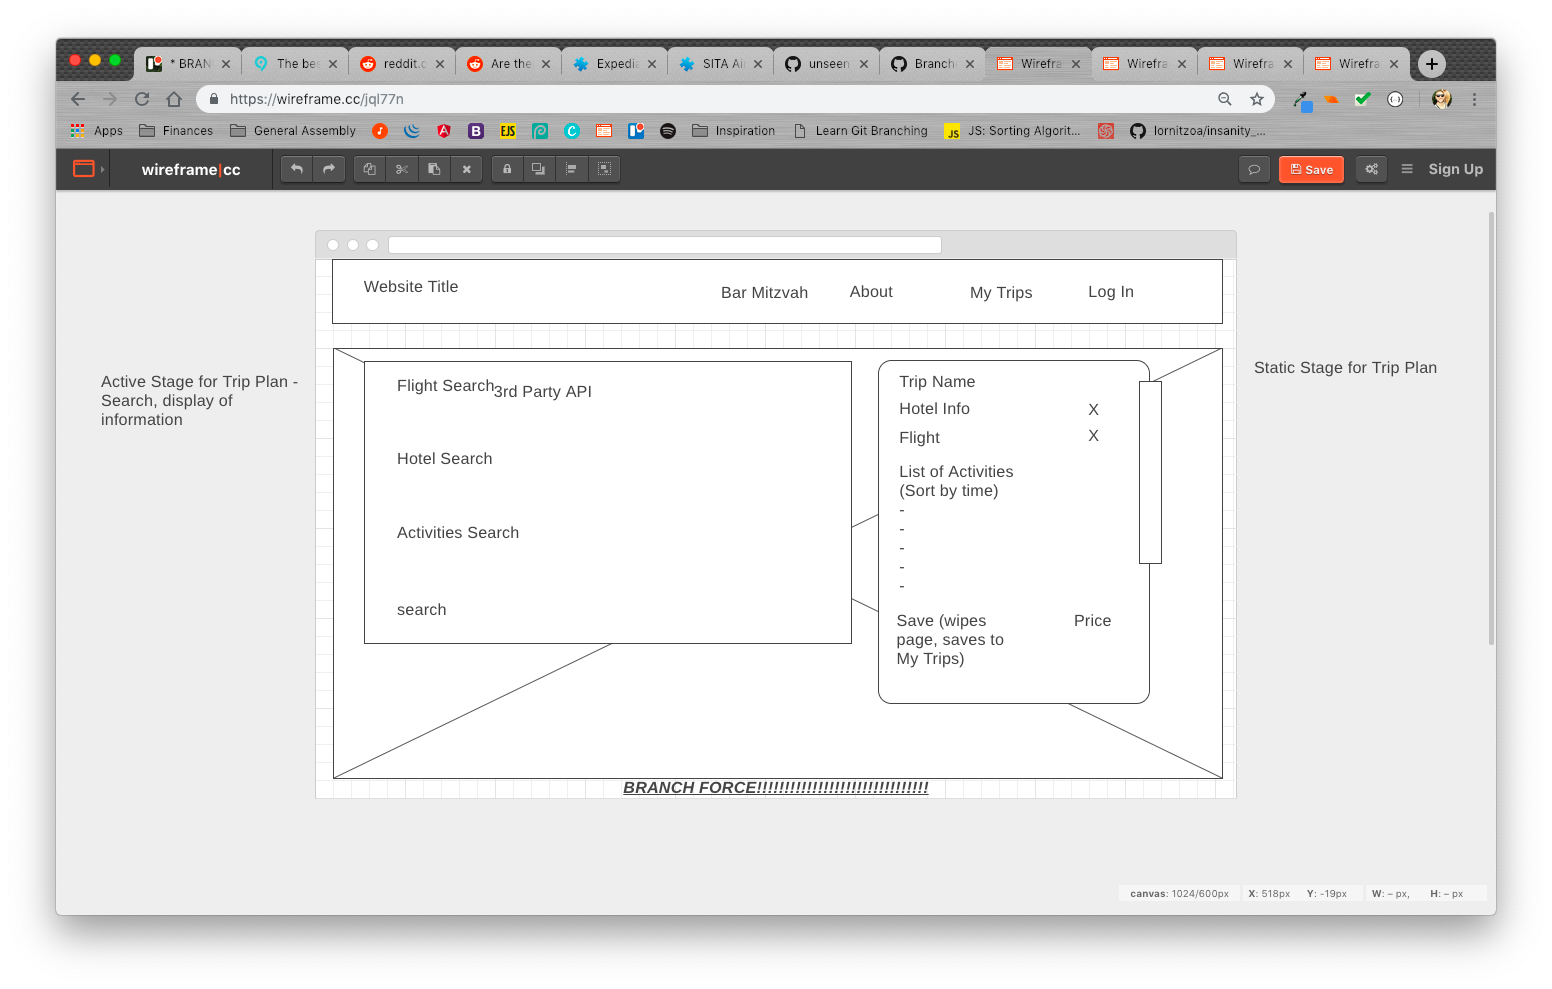 * BRAN
The bes
reddit.c
Are the
Expedia
SITA Ai
unseen
Branche
Wirefra
Wirefra
Wirefra
Wirefra
https://wireframe.cc/jql77n
Apps
Finances
General Assembly
B
EJS
C
Inspiration
Learn Git Branching
JS
JS: Sorting Algorit...
lornitzoa/insanity_...
wireframe|cc
Save
Sign Up
Website Title
Bar Mitzvah
About
My Trips
Log In
Active Stage for Trip Plan -
Search, display of
information
Flight Search
3rd Party API
Hotel Search
Activities Search
search
Trip Name
Hotel Info X
Flight X
List of Activities
(Sort by time)
-
-
-
-
-
Save (wipes
page, saves to
My Trips)
Price
Static Stage for Trip Plan
BRANCH FORCE!!!!!!!!!!!!!!!!!!!!!!!!!!!!!!!
canvas: 1024/600px X: 518px Y: -19px W: – px, H: – px